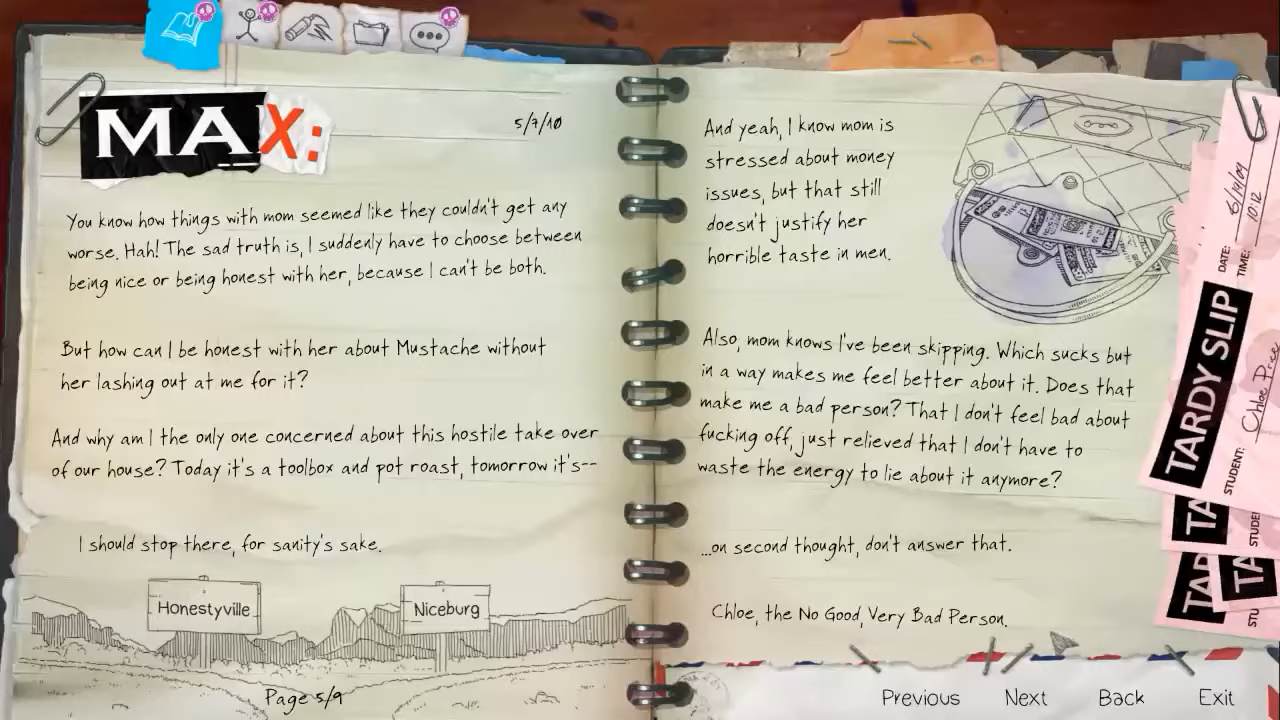 MAX:
5/7/10
You know how things with mom seemed like they couldn't get any
worse. Hah! The sad truth is, I suddenly have to choose between
being nice or being honest with her, because I can't be both.
But how can I be honest with her about Mustache without
her lashing out at me for it?
And why am I the only one concerned about this hostile take over
of our house? Today it's a toolbox and pot roast, tomorrow it's--
I should stop there, for sanity's sake.
Honestyville
Niceburg
Page 5/9
And yeah, I know mom is
stressed about money
issues, but that still
doesn't justify her
horrible taste in men.
Also, mom knows I've been skipping. Which sucks but
in a way makes me feel better about it. Does that
make me a bad person? That I don't feel bad about
fucking off, just relieved that I don't have to
waste the energy to lie about it anymore?
...on second thought, don't answer that.
Chloe, the No Good, Very Bad Person.
TARDY SLIP
DATE:
TIME: 10:12
STUDENT: Chloe Price
TA
STUDE
TA
STU
TA
Previous
Next
Back
Exit